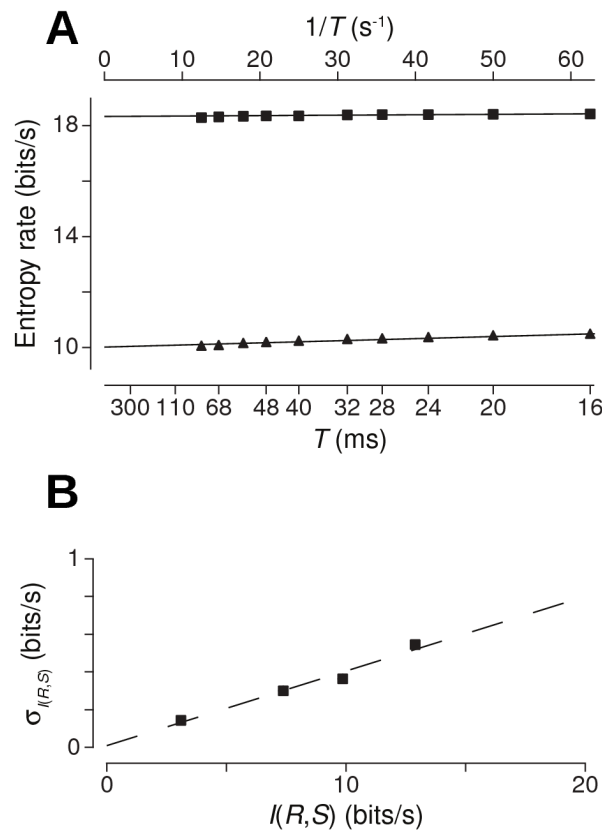 A
1/T (s-1)
0 10 20 30 40 50 60
Entropy rate (bits/s)
18
14
10
300 110 68 48 40 32 28 24 20 16
T (ms)
B
σI(R,S) (bits/s)
1
0
0 10 20
I(R,S) (bits/s)